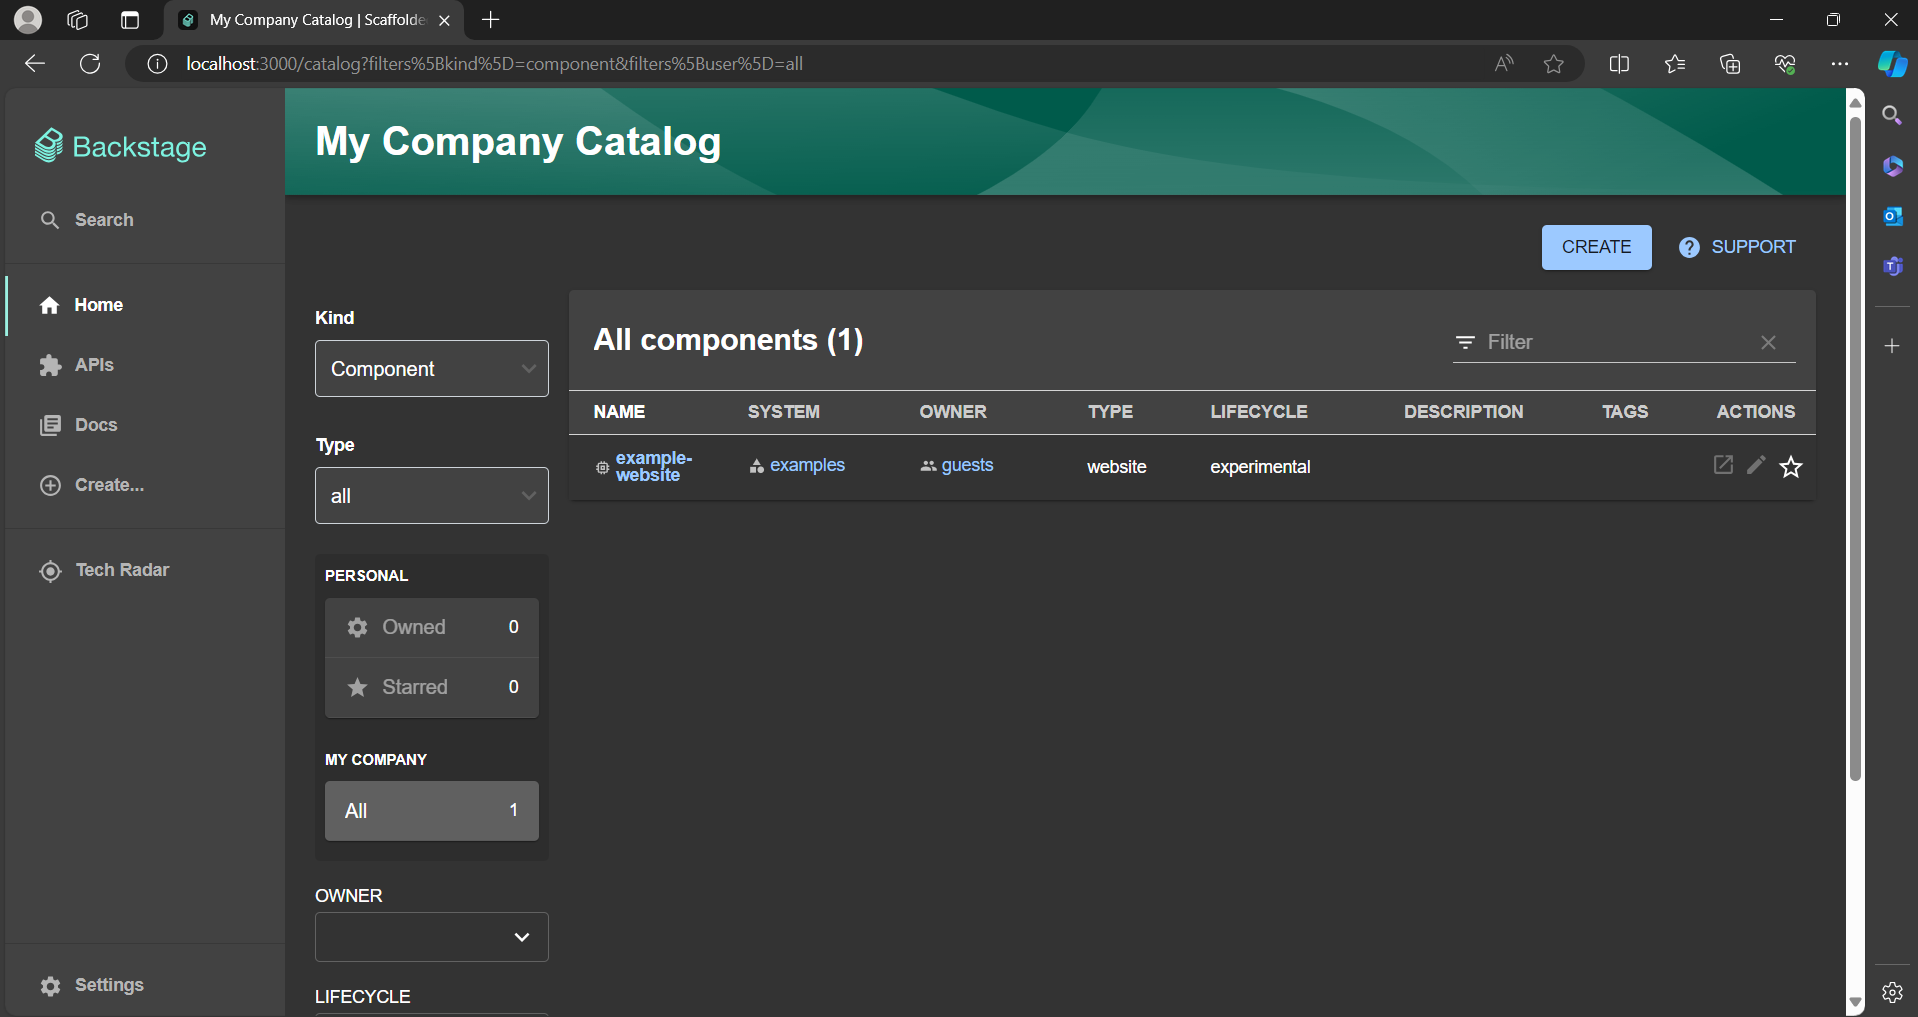 My Company Catalog | Scaffolde
localhost:3000/catalog?filters%5Bkind%5D=component&filters%5Buser%5D=all
Backstage
Search
Home
APIs
Docs
Create...
Tech Radar
Settings
My Company Catalog
CREATE
SUPPORT
Kind
Component
Type
all
PERSONAL
Owned 0
Starred 0
MY COMPANY
All 1
OWNER
LIFECYCLE
All components (1)
Filter
NAME SYSTEM OWNER TYPE LIFECYCLE DESCRIPTION TAGS ACTIONS
example-
website examples guests website experimental